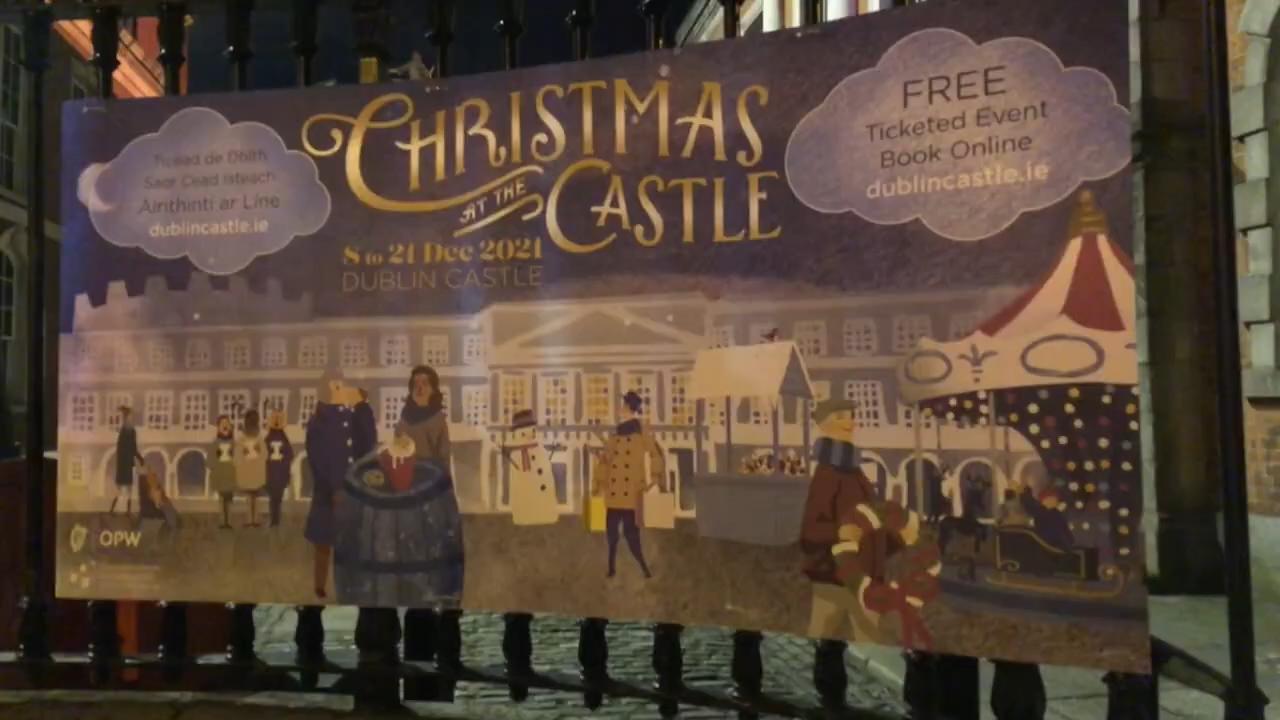 Ticéad de Dhíth
Saor Cead Isteach
Áirithintí ar Líne
dublincastle.ie
CHRISTMAS
AT THE
CASTLE
8 to 21 Dec 2021
DUBLIN CASTLE
FREE
Ticketed Event
Book Online
dublincastle.ie
OPW